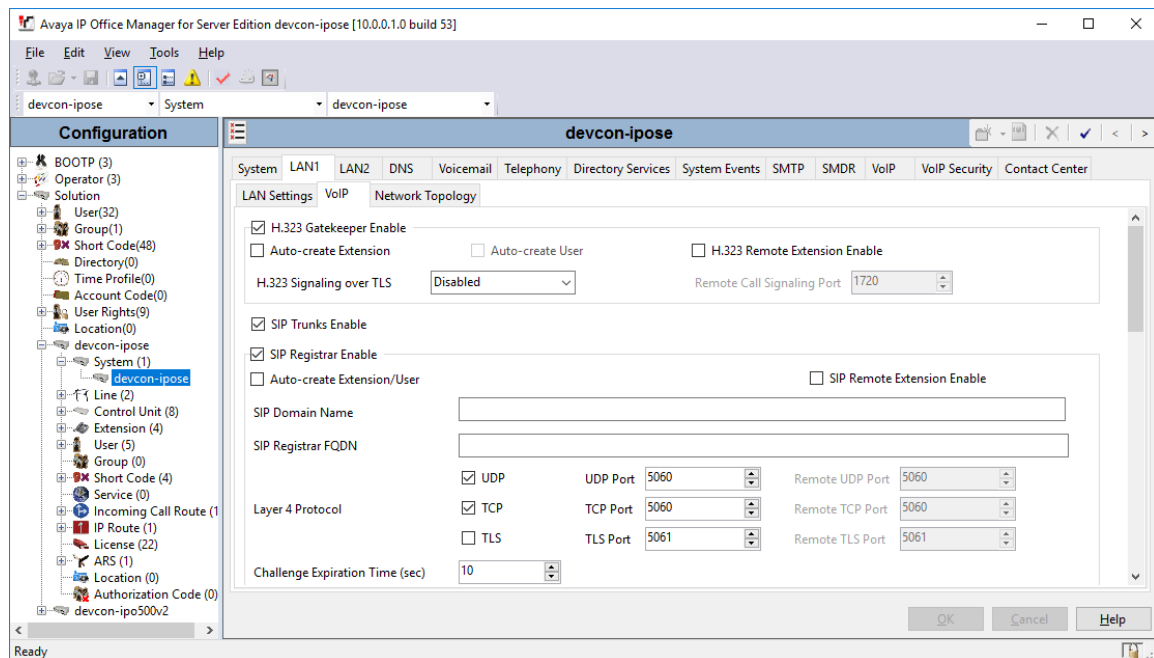 Avaya IP Office Manager for Server Edition devcon-ipose [10.0.0.1.0 build 53]
File Edit View Tools Help
devcon-ipose System devcon-ipose
Configuration
devcon-ipose
BOOTP (3)
Operator (3)
Solution
User(32)
Group(1)
Short Code(48)
Directory(0)
Time Profile(0)
Account Code(0)
User Rights(9)
Location(0)
devcon-ipose
System (1)
devcon-ipose
Line (2)
Control Unit (8)
Extension (4)
User (5)
Group (0)
Short Code (4)
Service (0)
Incoming Call Route (1
IP Route (1)
License (22)
ARS (1)
Location (0)
Authorization Code (0)
devcon-ipo500v2
System LAN1 LAN2 DNS Voicemail Telephony Directory Services System Events SMTP SMDR VoIP VoIP Security Contact Center
LAN Settings VoIP Network Topology
H.323 Gatekeeper Enable
Auto-create Extension Auto-create User H.323 Remote Extension Enable
H.323 Signaling over TLS Disabled Remote Call Signaling Port 1720
SIP Trunks Enable
SIP Registrar Enable
Auto-create Extension/User SIP Remote Extension Enable
SIP Domain Name
SIP Registrar FQDN
UDP UDP Port 5060 Remote UDP Port 5060
Layer 4 Protocol TCP TCP Port 5060 Remote TCP Port 5060
TLS TLS Port 5061 Remote TLS Port 5061
Challenge Expiration Time (sec) 10
OK Cancel Help
Ready